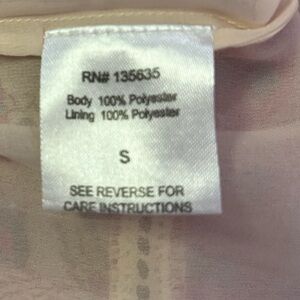 RN# 135635
Body 100% Polyester
Lining 100% Polyester
S
SEE REVERSE FOR
CARE INSTRUCTIONS